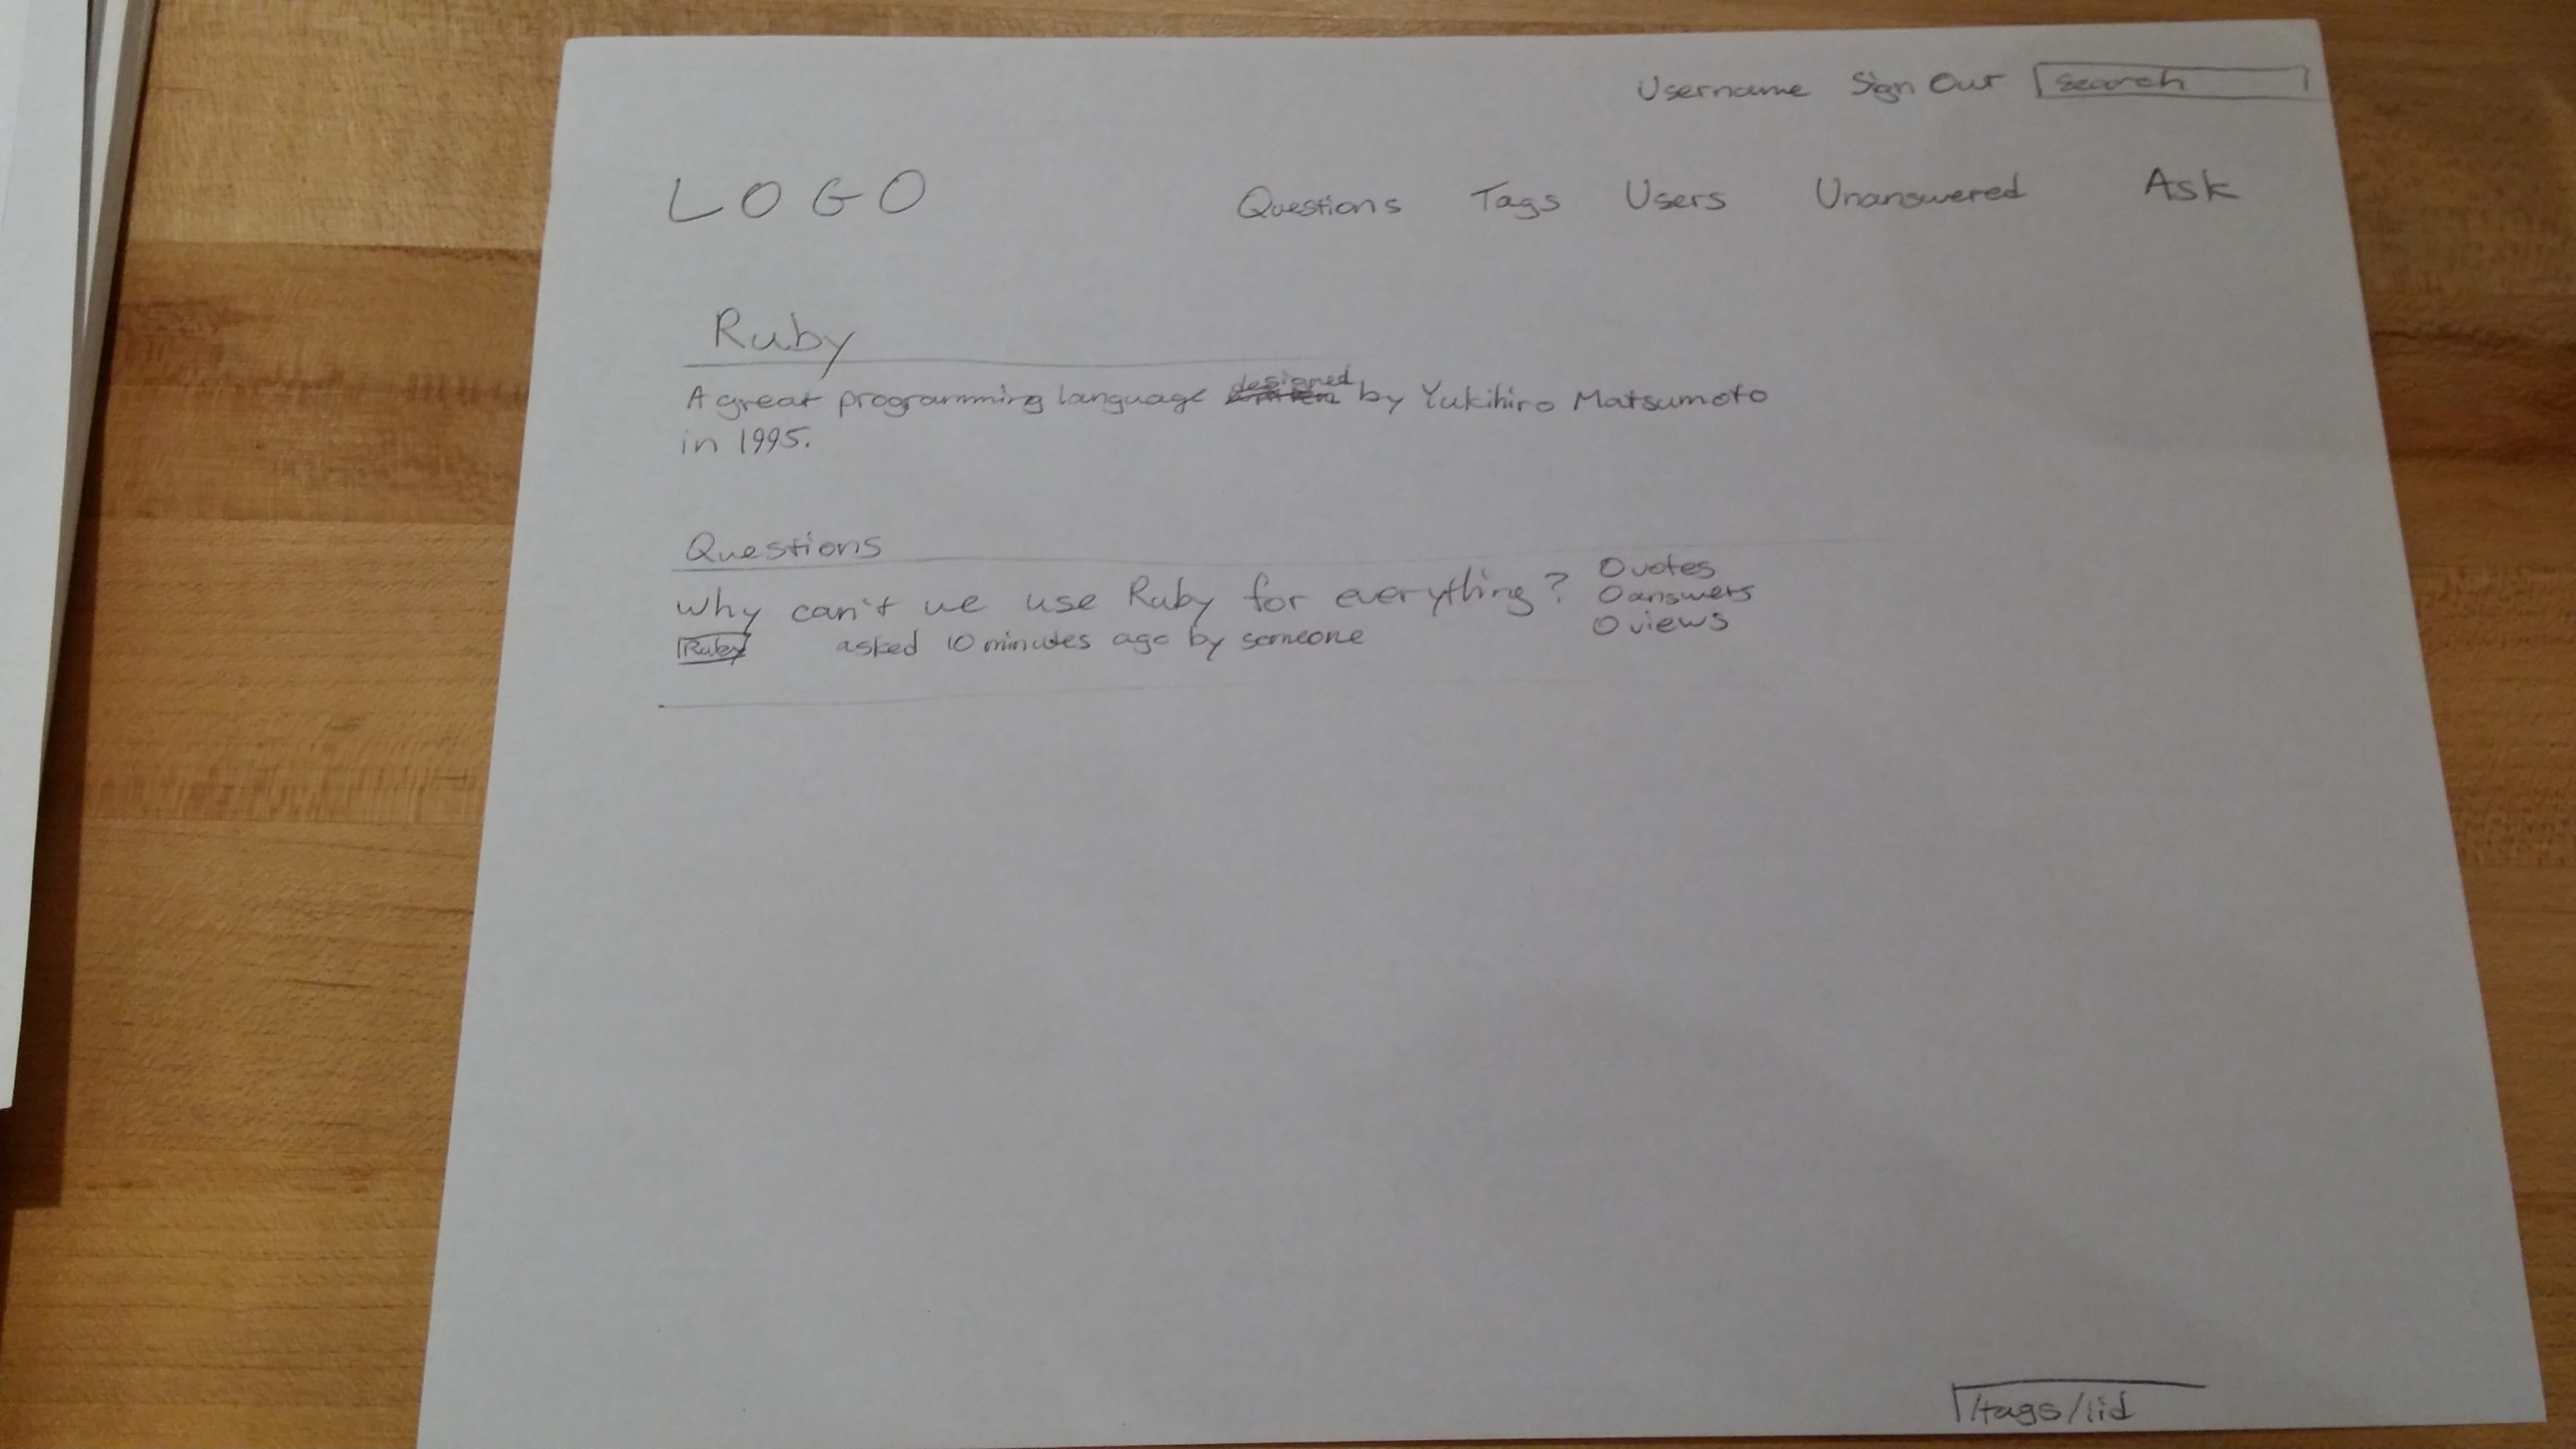 Username Sign Out Search
LOGO Questions Tags Users Unanswered Ask
Ruby
A great programming language designed by Yukihiro Matsumoto
in 1995.
Questions
Why can't we use Ruby for everything?
0 votes
0 answers
0 views
Ruby asked 10 minutes ago by someone
/tags/:id